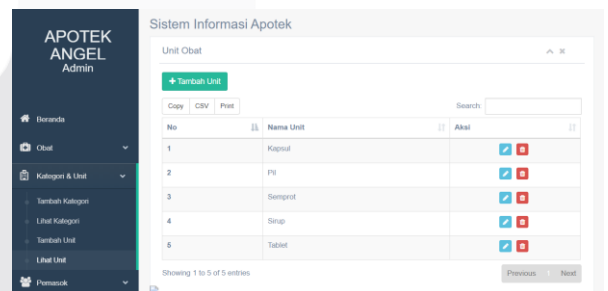 APOTEK
ANGEL
Admin
Beranda
Obat
Kategori & Unit
Tambah Kategori
Lihat Kategori
Tambah Unit
Lihat Unit
Pemasok
Sistem Informasi Apotek
Unit Obat
+ Tambah Unit
Copy CSV Print
Search:
No Nama Unit Aksi
1 Kapsul
2 Pil
3 Semprot
4 Sirup
5 Tablet
Showing 1 to 5 of 5 entries
Previous 1 Next